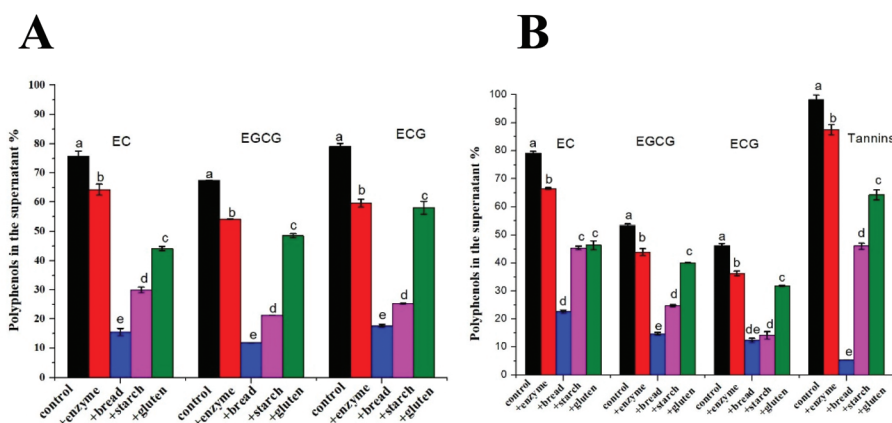 A
Polyphenols in the supernatant %
100
90
80
70
60
50
40
30
20
10
0
EC
EGCG
ECG
a
b
e
d
c
a
b
e
d
c
a
b
e
d
c
control
+enzyme
+bread
+starch
+gluten
control
+enzyme
+bread
+starch
+gluten
control
+enzyme
+bread
+starch
+gluten
B
Polyphenols in the supernatant %
100
90
80
70
60
50
40
30
20
10
0
EC
EGCG
ECG
Tannins
a
b
d
c
c
a
b
e
d
c
a
b
de
d
c
a
b
e
d
c
control
+enzyme
+bread
+starch
+gluten
control
+enzyme
+bread
+starch
+gluten
control
+enzyme
+bread
+starch
+gluten
control
+enzyme
+bread
+starch
+gluten